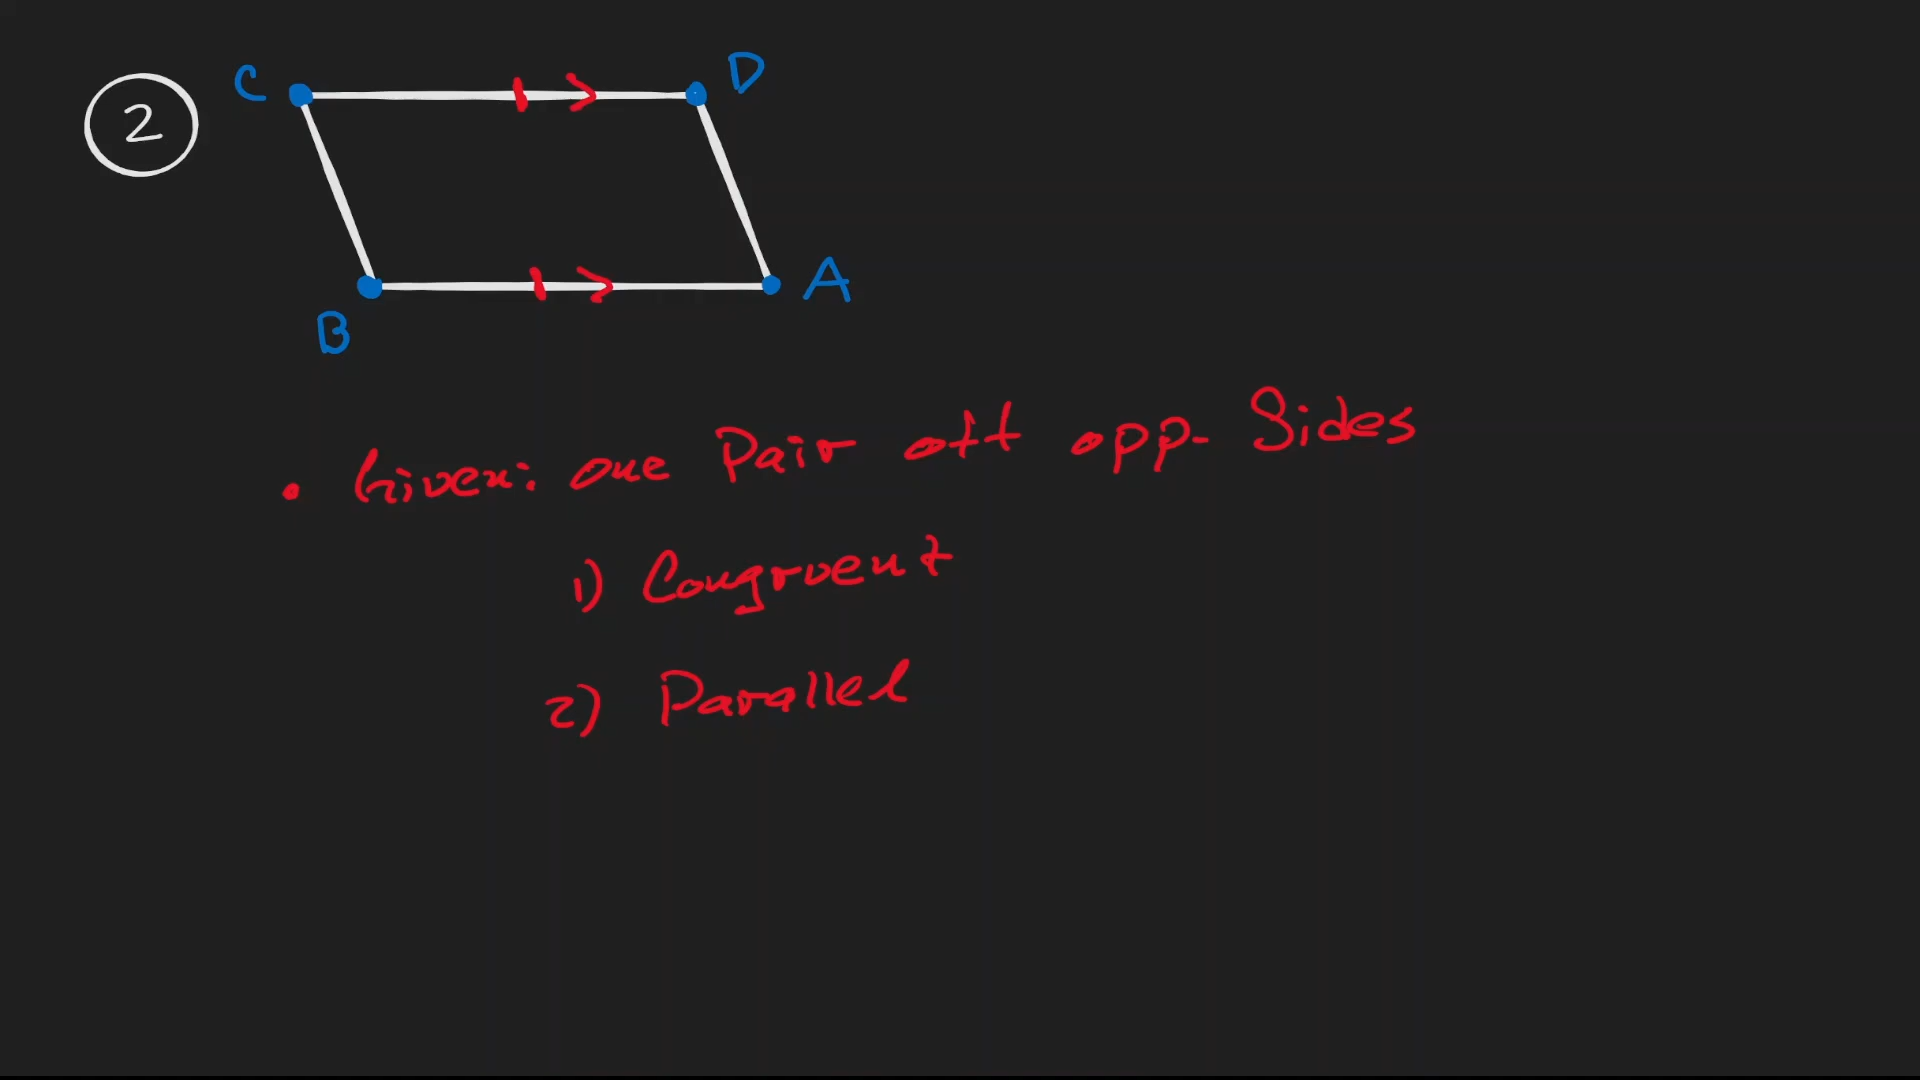 2
C
D
A
B
• Given: one Pair off opp. Sides
1) Congruent
2) Parallel